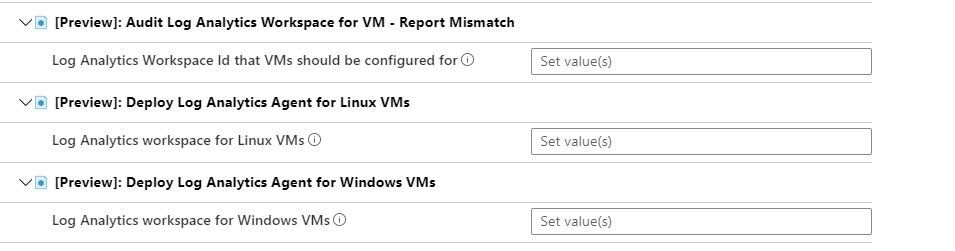 [Preview]: Audit Log Analytics Workspace for VM - Report Mismatch
Log Analytics Workspace Id that VMs should be configured for
Set value(s)
[Preview]: Deploy Log Analytics Agent for Linux VMs
Log Analytics workspace for Linux VMs
Set value(s)
[Preview]: Deploy Log Analytics Agent for Windows VMs
Log Analytics workspace for Windows VMs
Set value(s)